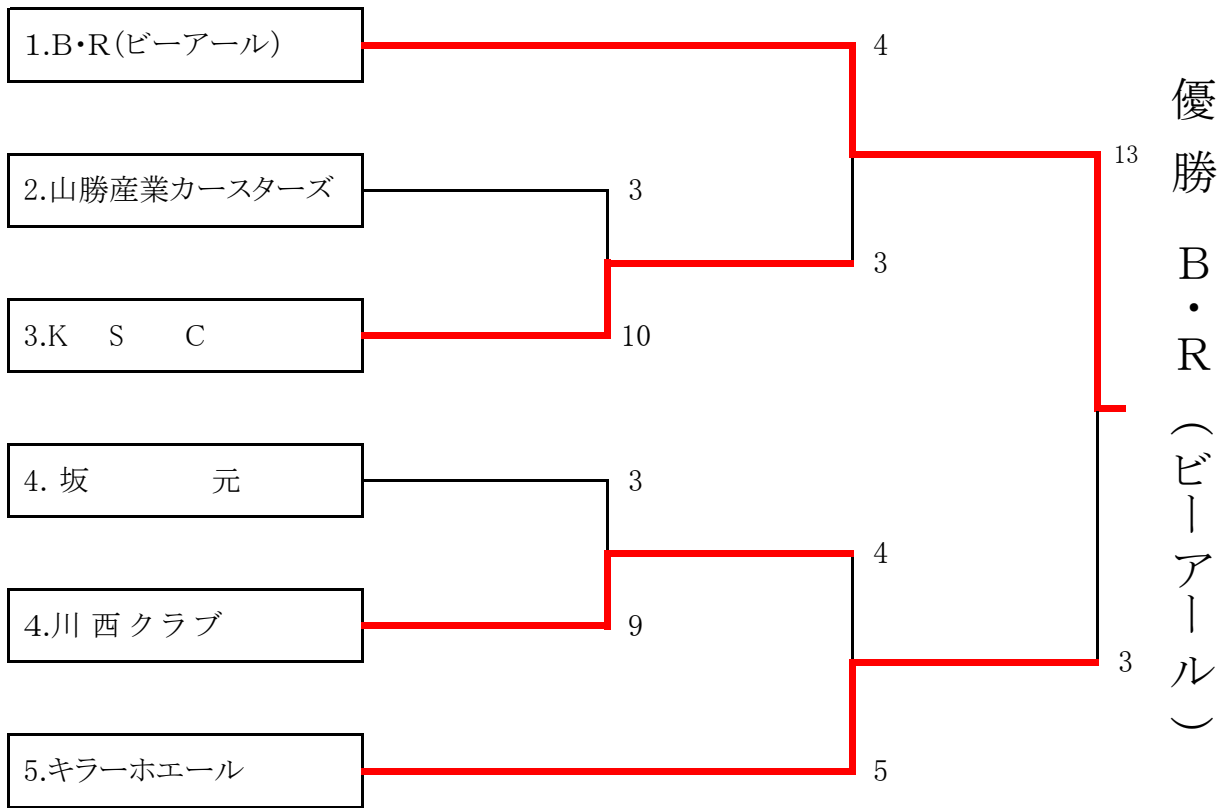 1.B・R(ビーアール)
4
13
2.山勝産業カースターズ
3
3
3.K S C
10
4.坂 元
3
4
4.川西クラブ
9
3
5.キラーホエール
5
優勝 B・R(ビーアール)